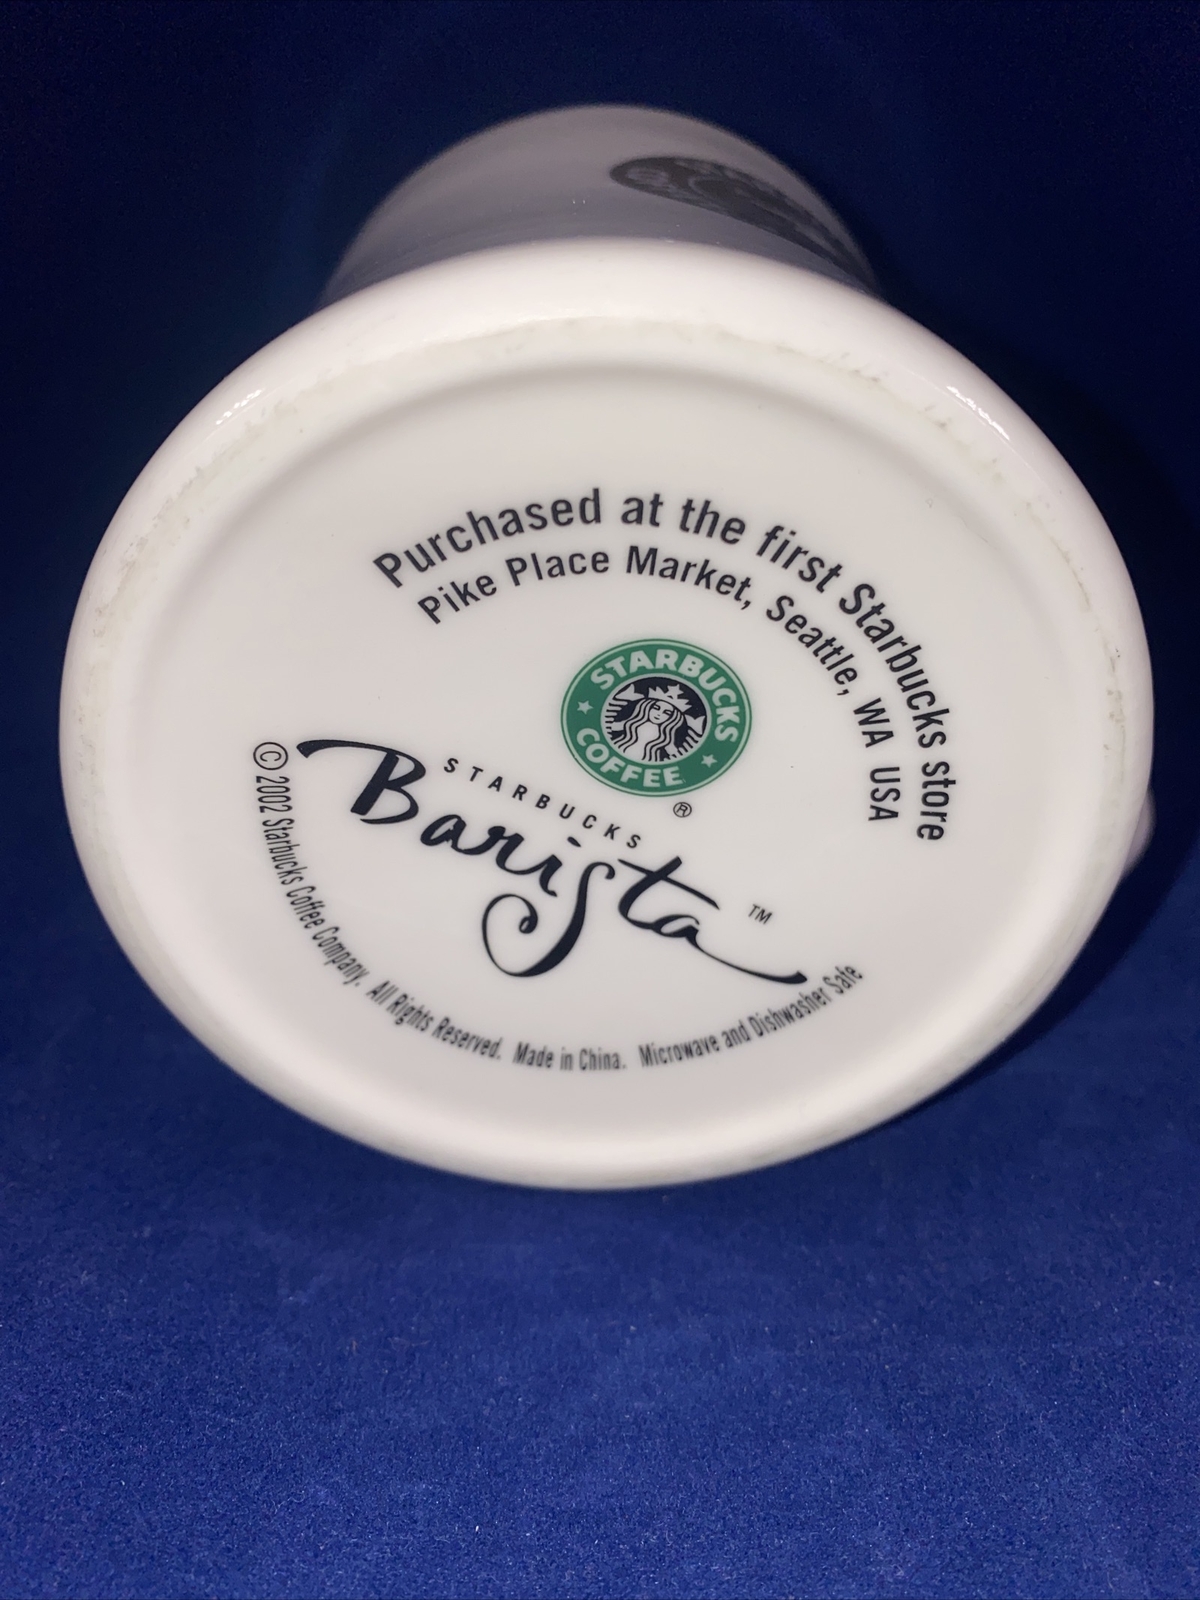 Purchased at the first Starbucks store
Pike Place Market, Seattle, WA USA
STARBUCKS
COFFEE
®
STARBUCKS
Barista™
© 2002 Starbucks Coffee Company. All Rights Reserved. Made in China. Microwave and Dishwasher Safe